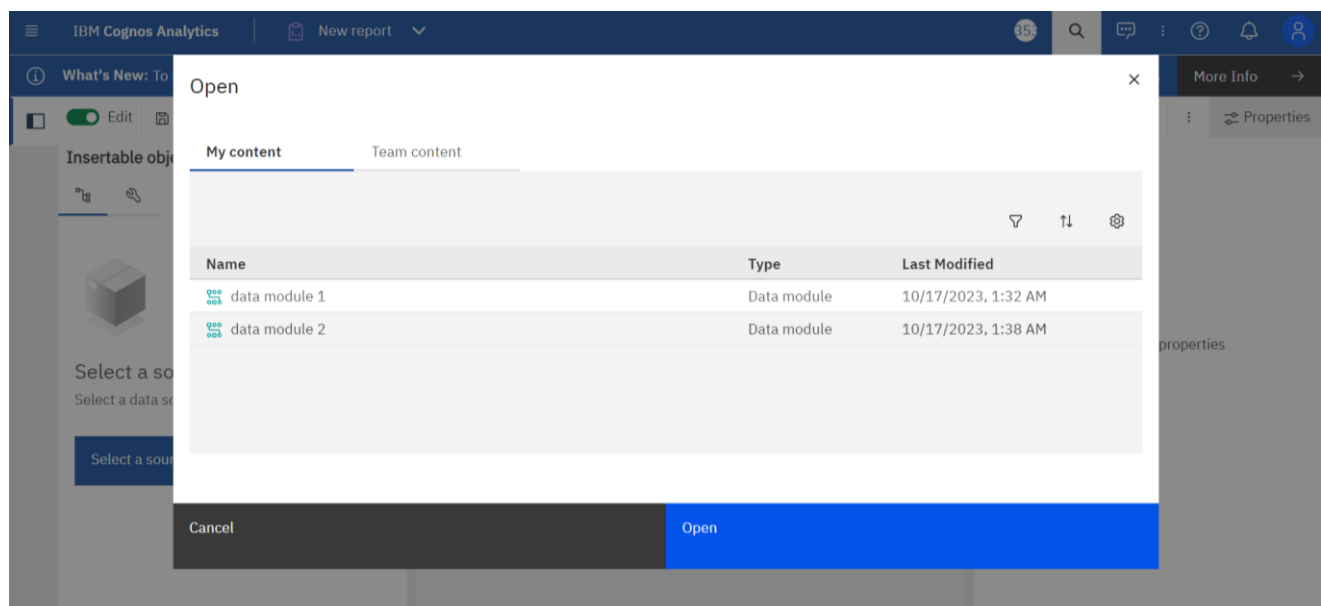 IBM Cognos Analytics
New report
What's New: To
More Info
Edit
Properties
Insertable obje
Select a so
Select a data so
Select a sour
properties
Open
My content
Team content
Name Type Last Modified
data module 1 Data module 10/17/2023, 1:32 AM
data module 2 Data module 10/17/2023, 1:38 AM
Cancel
Open